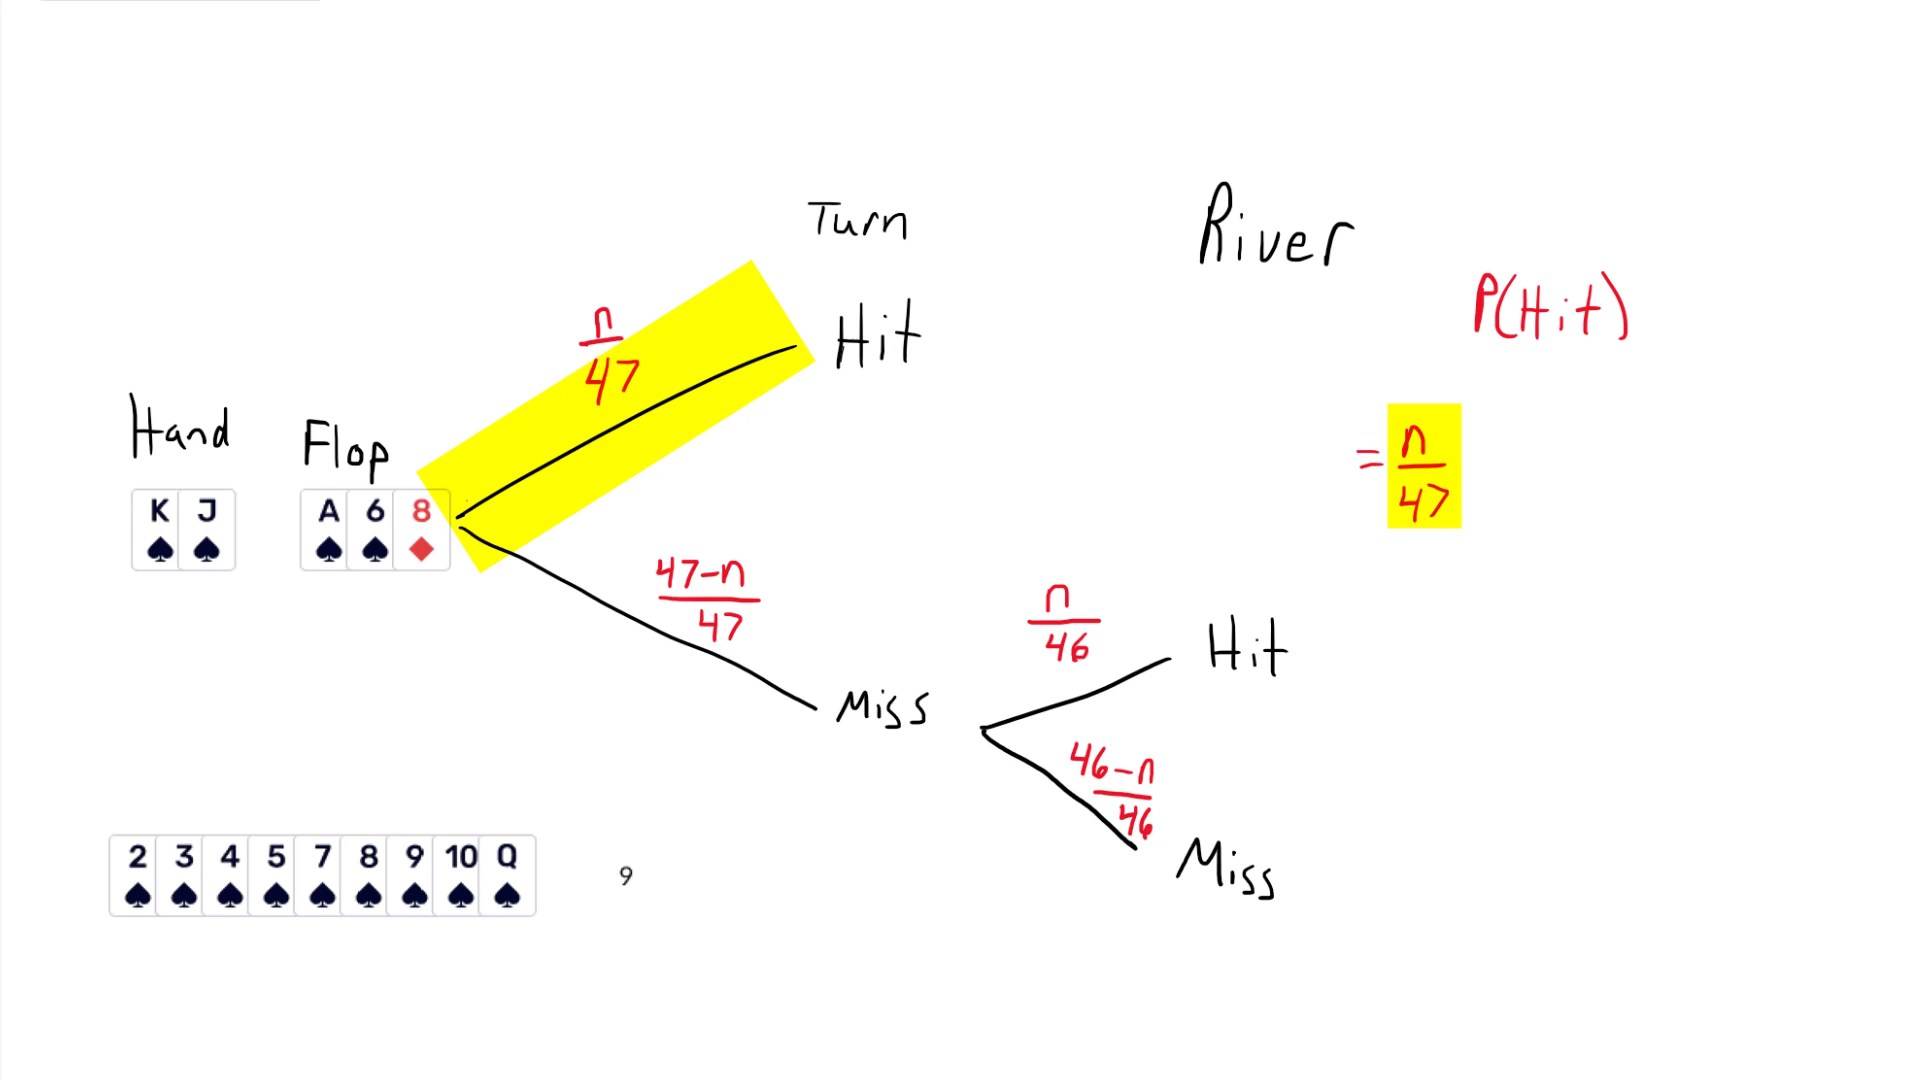 Turn
River
P(Hit)
n
47
Hit
Hand
Flop
= n
47
K J
A 6 8
47-n
47
n
46
Hit
Miss
46-n
46
Miss
2 3 4 5 7 8 9 10 Q
9